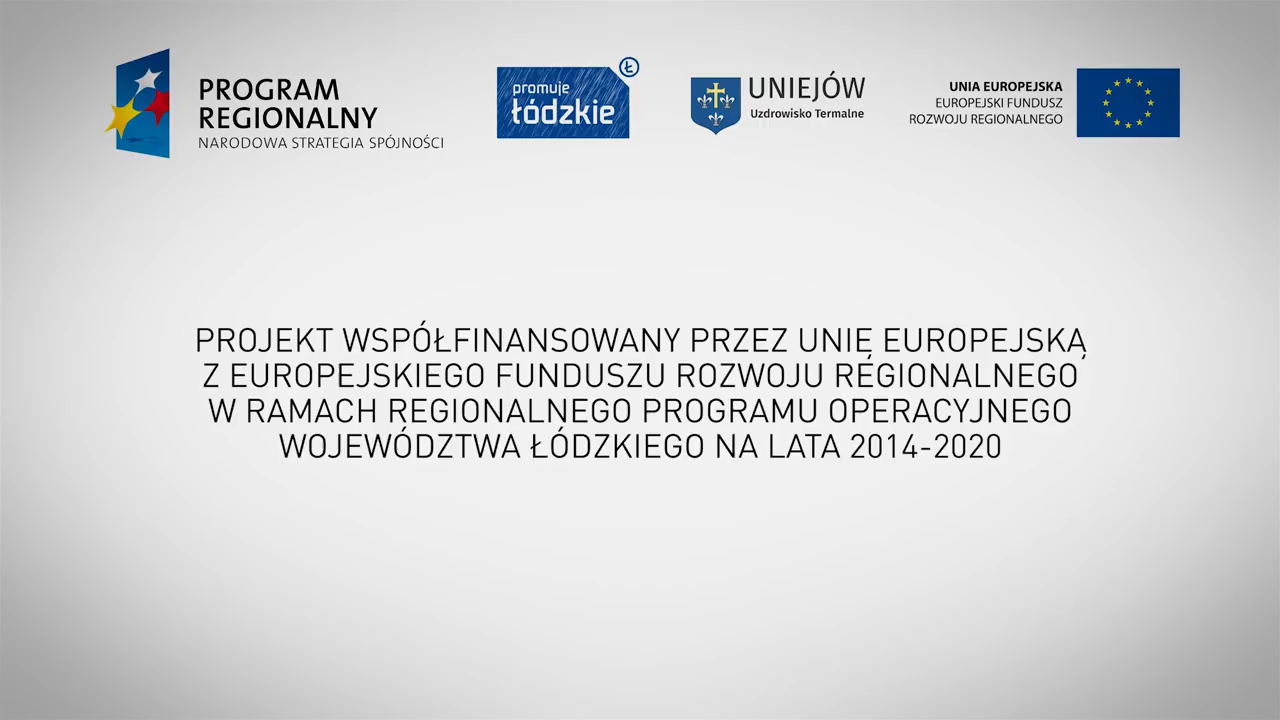 PROGRAM
REGIONALNY
NARODOWA STRATEGIA SPÓJNOŚCI
promuje
łódzkie
Ł
UNIEJÓW
Uzdrowisko Termalne
UNIA EUROPEJSKA
EUROPEJSKI FUNDUSZ
ROZWOJU REGIONALNEGO
PROJEKT WSPÓŁFINANSOWANY PRZEZ UNIĘ EUROPEJSKĄ
Z EUROPEJSKIEGO FUNDUSZU ROZWOJU REGIONALNEGO
W RAMACH REGIONALNEGO PROGRAMU OPERACYJNEGO
WOJEWÓDZTWA ŁÓDZKIEGO NA LATA 2014-2020